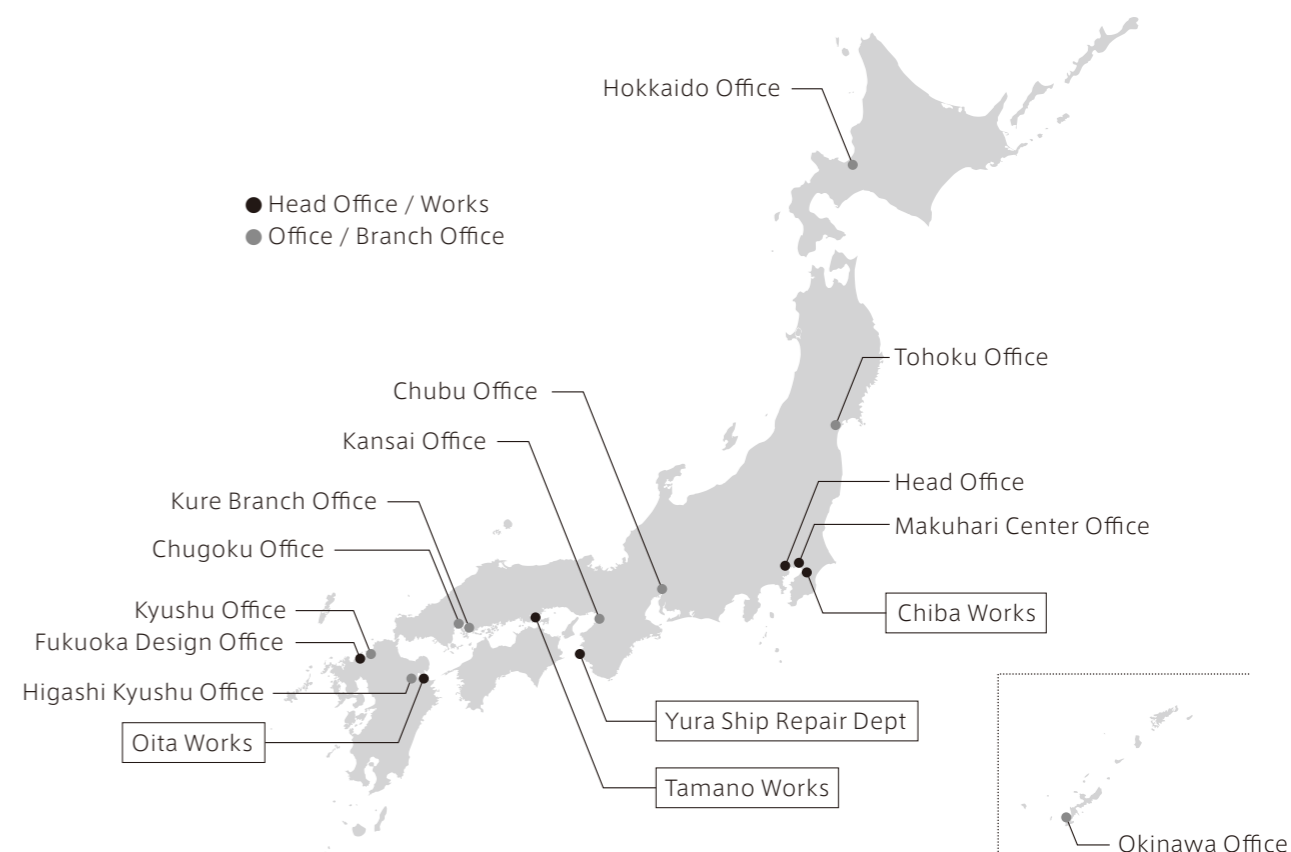 Hokkaido Office
Head Office / Works
Office / Branch Office
Tohoku Office
Chubu Office
Kansai Office
Head Office
Kure Branch Office
Makuhari Center Office
Chugoku Office
Kyushu Office
Chiba Works
Fukuoka Design Office
Higashi Kyushu Office
Yura Ship Repair Dept
Oita Works
Tamano Works
Okinawa Office